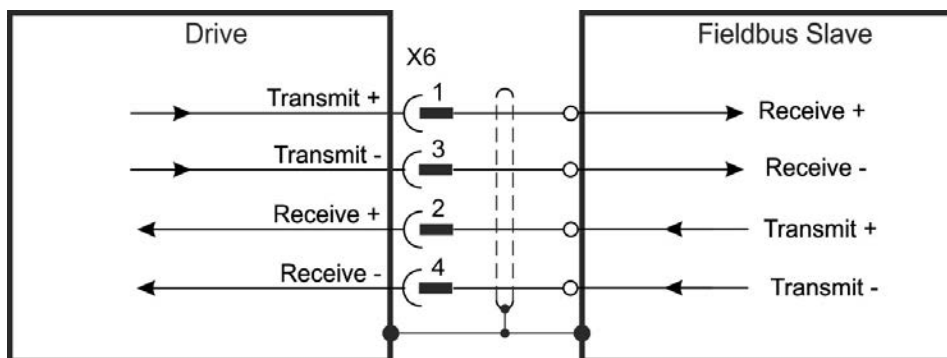 Drive
Fieldbus Slave
X6
Transmit +
1
Receive +
Transmit -
3
Receive -
Receive +
2
Transmit +
Receive -
4
Transmit -